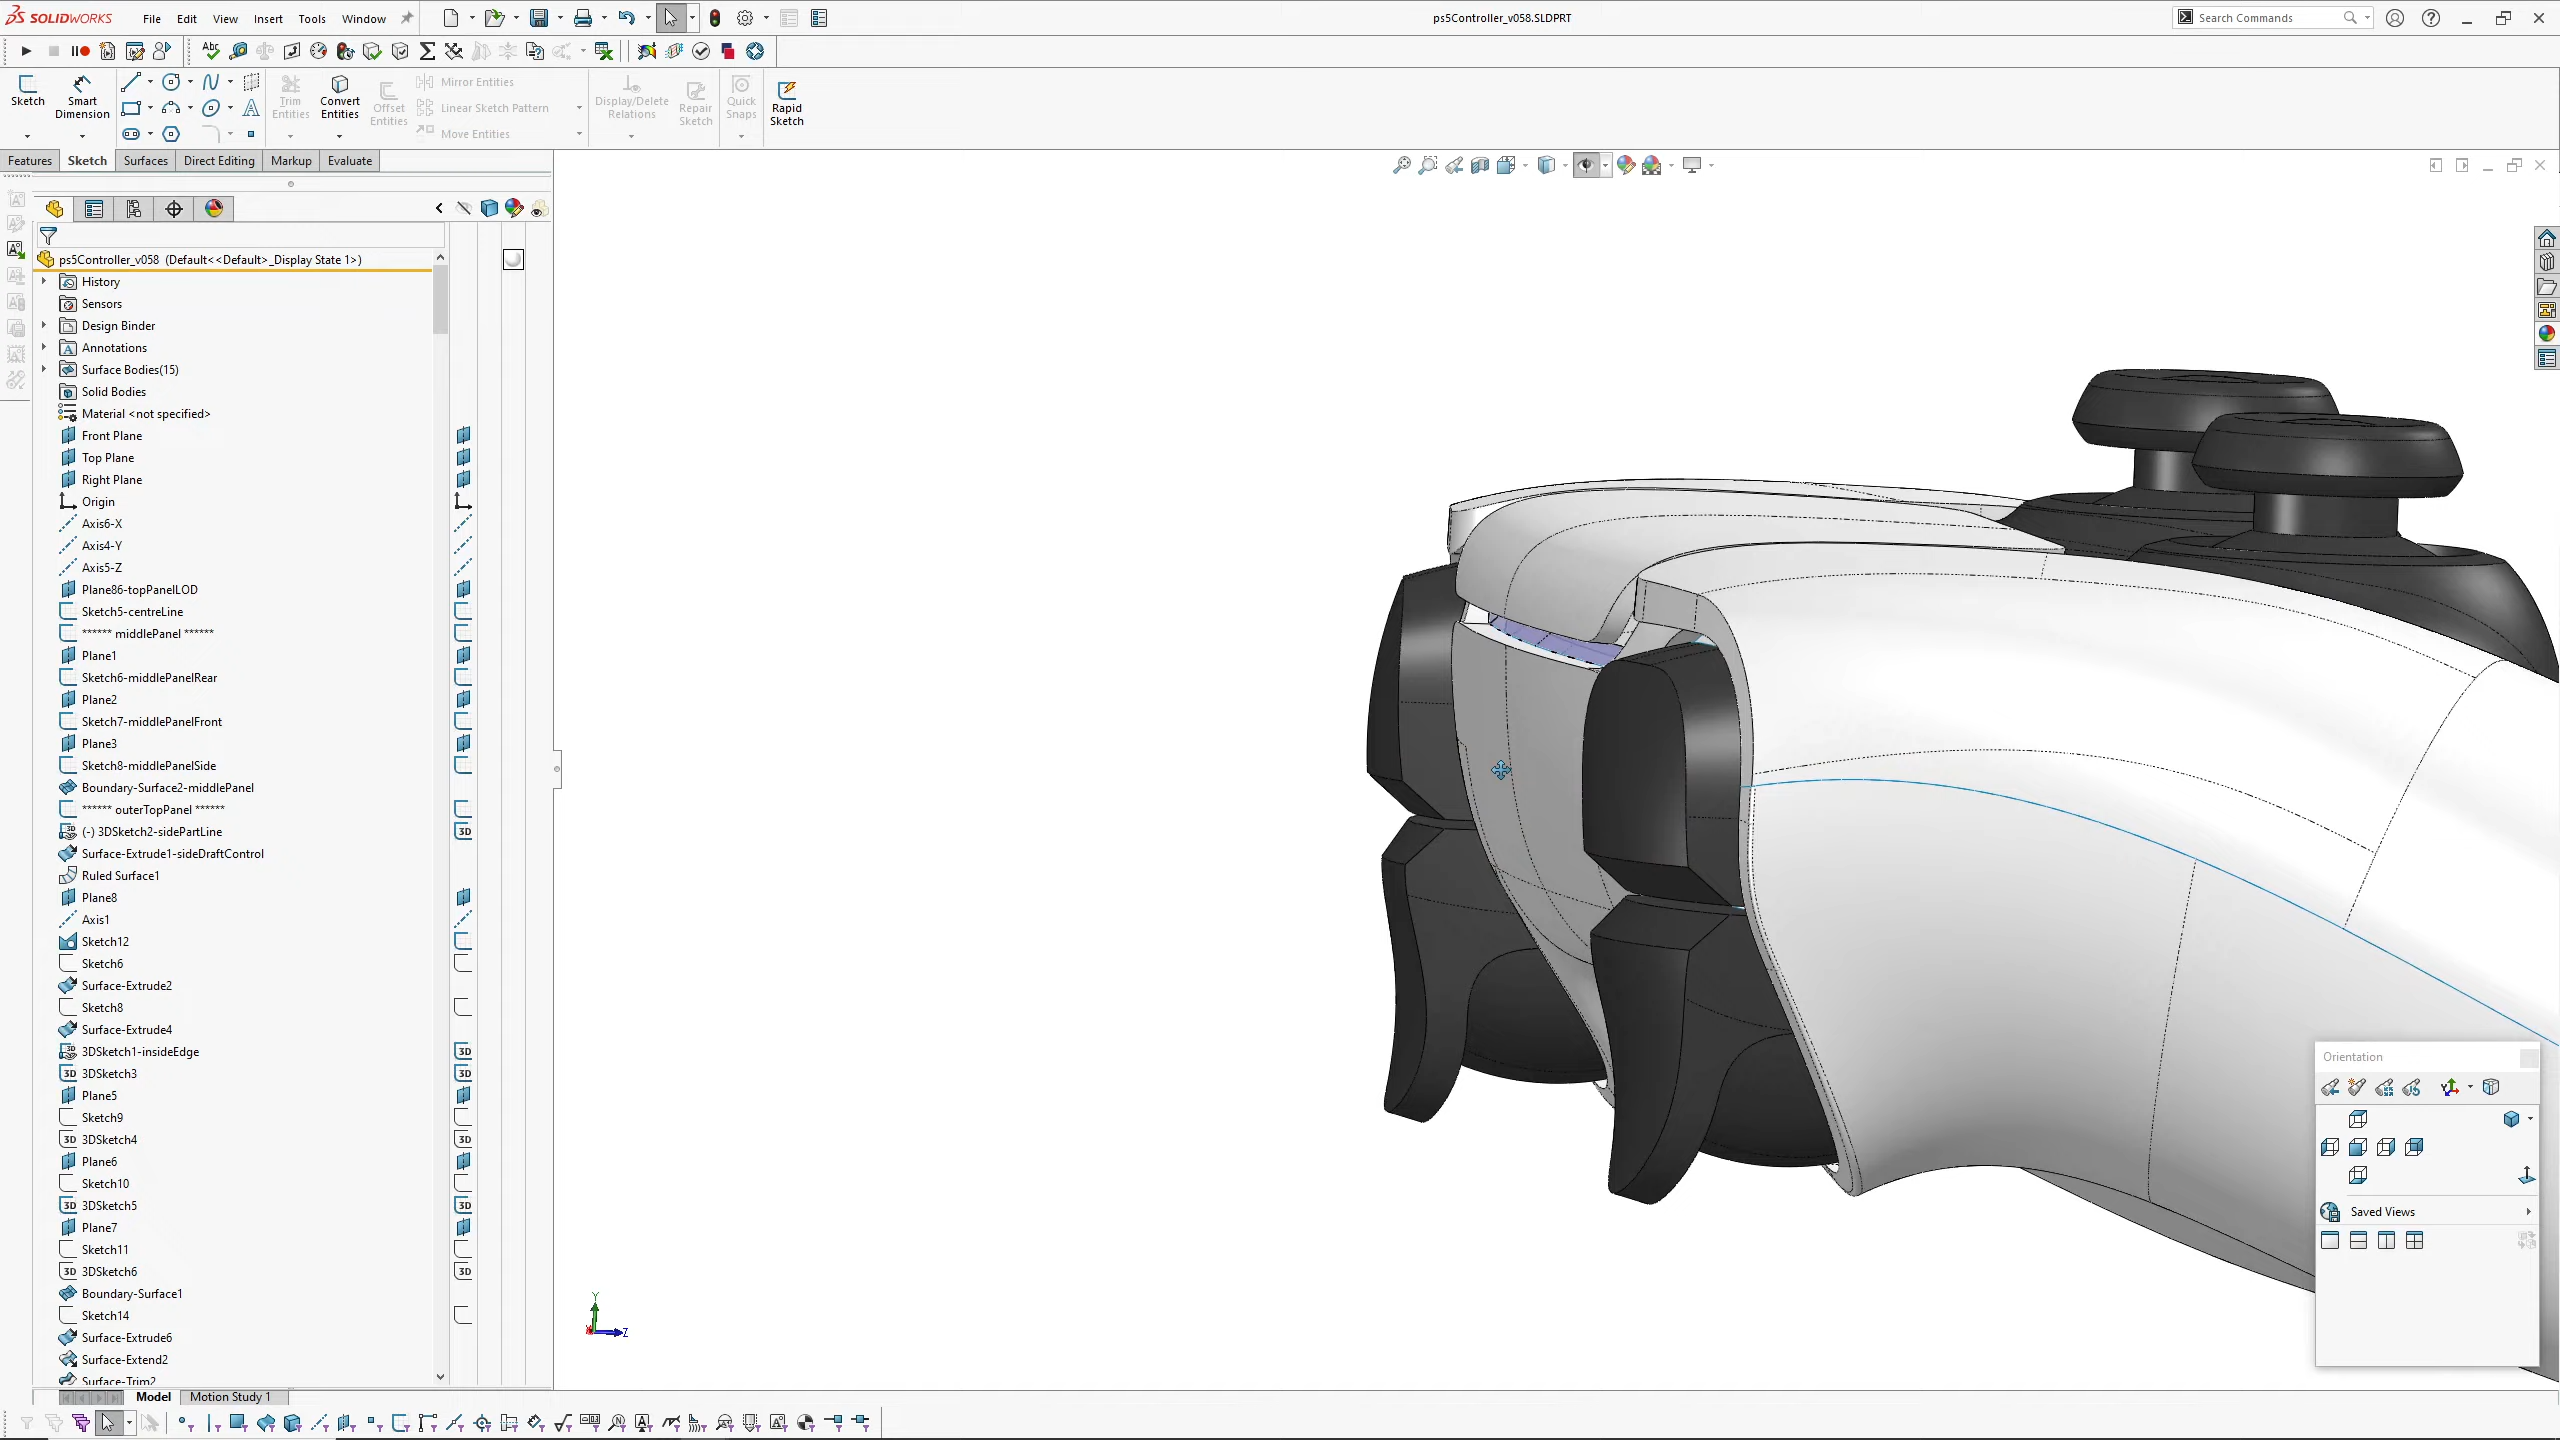 SOLIDWORKS File Edit View Insert Tools Window ps5Controller_v058.SLDPRT Search Commands
Sketch Smart Dimension Trim Entities Convert Entities Offset Entities Mirror Entities Linear Sketch Pattern Move Entities Display/Delete Relations Repair Sketch Quick Snaps Rapid Sketch
Features Sketch Surfaces Direct Editing Markup Evaluate
ps5Controller_v058 (Default<<Default>_Display State 1>)
History
Sensors
Design Binder
Annotations
Surface Bodies(15)
Solid Bodies
Material <not specified>
Front Plane
Top Plane
Right Plane
Origin
Axis6-X
Axis4-Y
Axis5-Z
Plane86-topPanelLOD
Sketch5-centreLine
****** middlePanel ******
Plane1
Sketch6-middlePanelRear
Plane2
Sketch7-middlePanelFront
Plane3
Sketch8-middlePanelSide
Boundary-Surface2-middlePanel
****** outerTopPanel ******
(-) 3DSketch2-sidePartLine
Surface-Extrude1-sideDraftControl
Ruled Surface1
Plane8
Axis1
Sketch12
Sketch6
Surface-Extrude2
Sketch8
Surface-Extrude4
3DSketch1-insideEdge
3DSketch3
Plane5
Sketch9
3DSketch4
Plane6
Sketch10
3DSketch5
Plane7
Sketch11
3DSketch6
Boundary-Surface1
Sketch14
Surface-Extrude6
Surface-Extend2
Surface-Trim2
Model Motion Study 1
Y
Z
Orientation
Saved Views